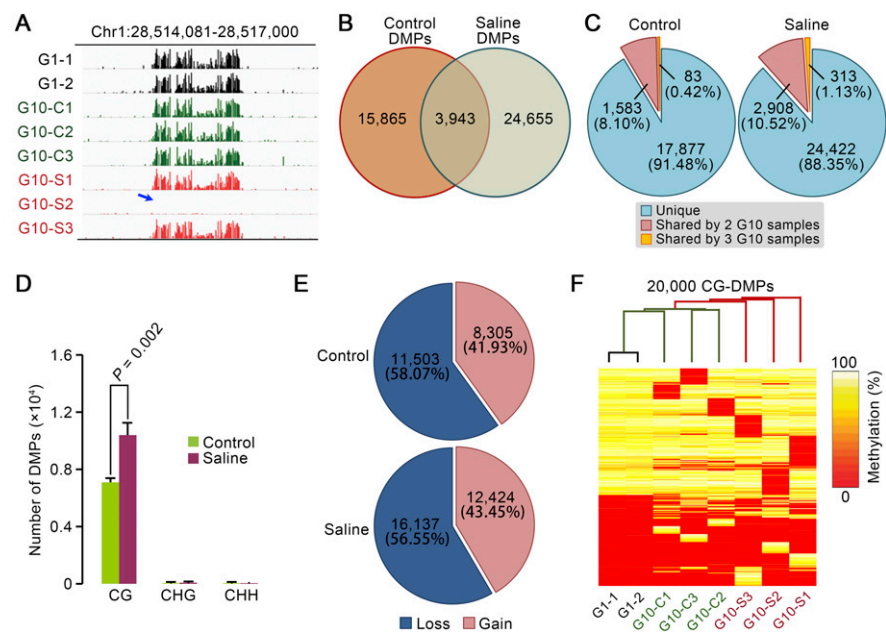 A
Chr1:28,514,081-28,517,000
G1-1
G1-2
G10-C1
G10-C2
G10-C3
G10-S1
G10-S2
G10-S3
B
Control
DMPs
Saline
DMPs
15,865
3,943
24,655
C
Control
Saline
83
(0.42%)
1,583
(8.10%)
17,877
(91.48%)
313
(1.13%)
2,908
(10.52%)
24,422
(88.35%)
Unique
Shared by 2 G10 samples
Shared by 3 G10 samples
D
Number of DMPs (×10⁴)
1.6
1.2
0.8
0.4
0
P = 0.002
Control
Saline
CG
CHG
CHH
E
Control
11,503
(58.07%)
8,305
(41.93%)
Saline
16,137
(56.55%)
12,424
(43.45%)
Loss
Gain
F
20,000 CG-DMPs
100
0
Methylation (%)
G1-1
G1-2
G10-C1
G10-C3
G10-C2
G10-S3
G10-S2
G10-S1